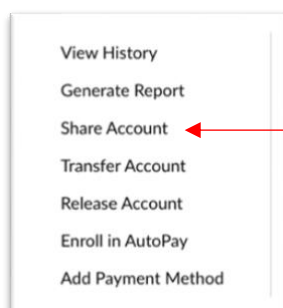 View History
Generate Report
Share Account
Transfer Account
Release Account
Enroll in AutoPay
Add Payment Method